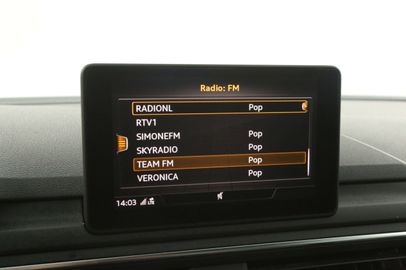 Radio: FM
RADIONL Pop
RTV1
SIMONEFM Pop
SKYRADIO Pop
TEAM FM Pop
VERONICA Pop
14:03